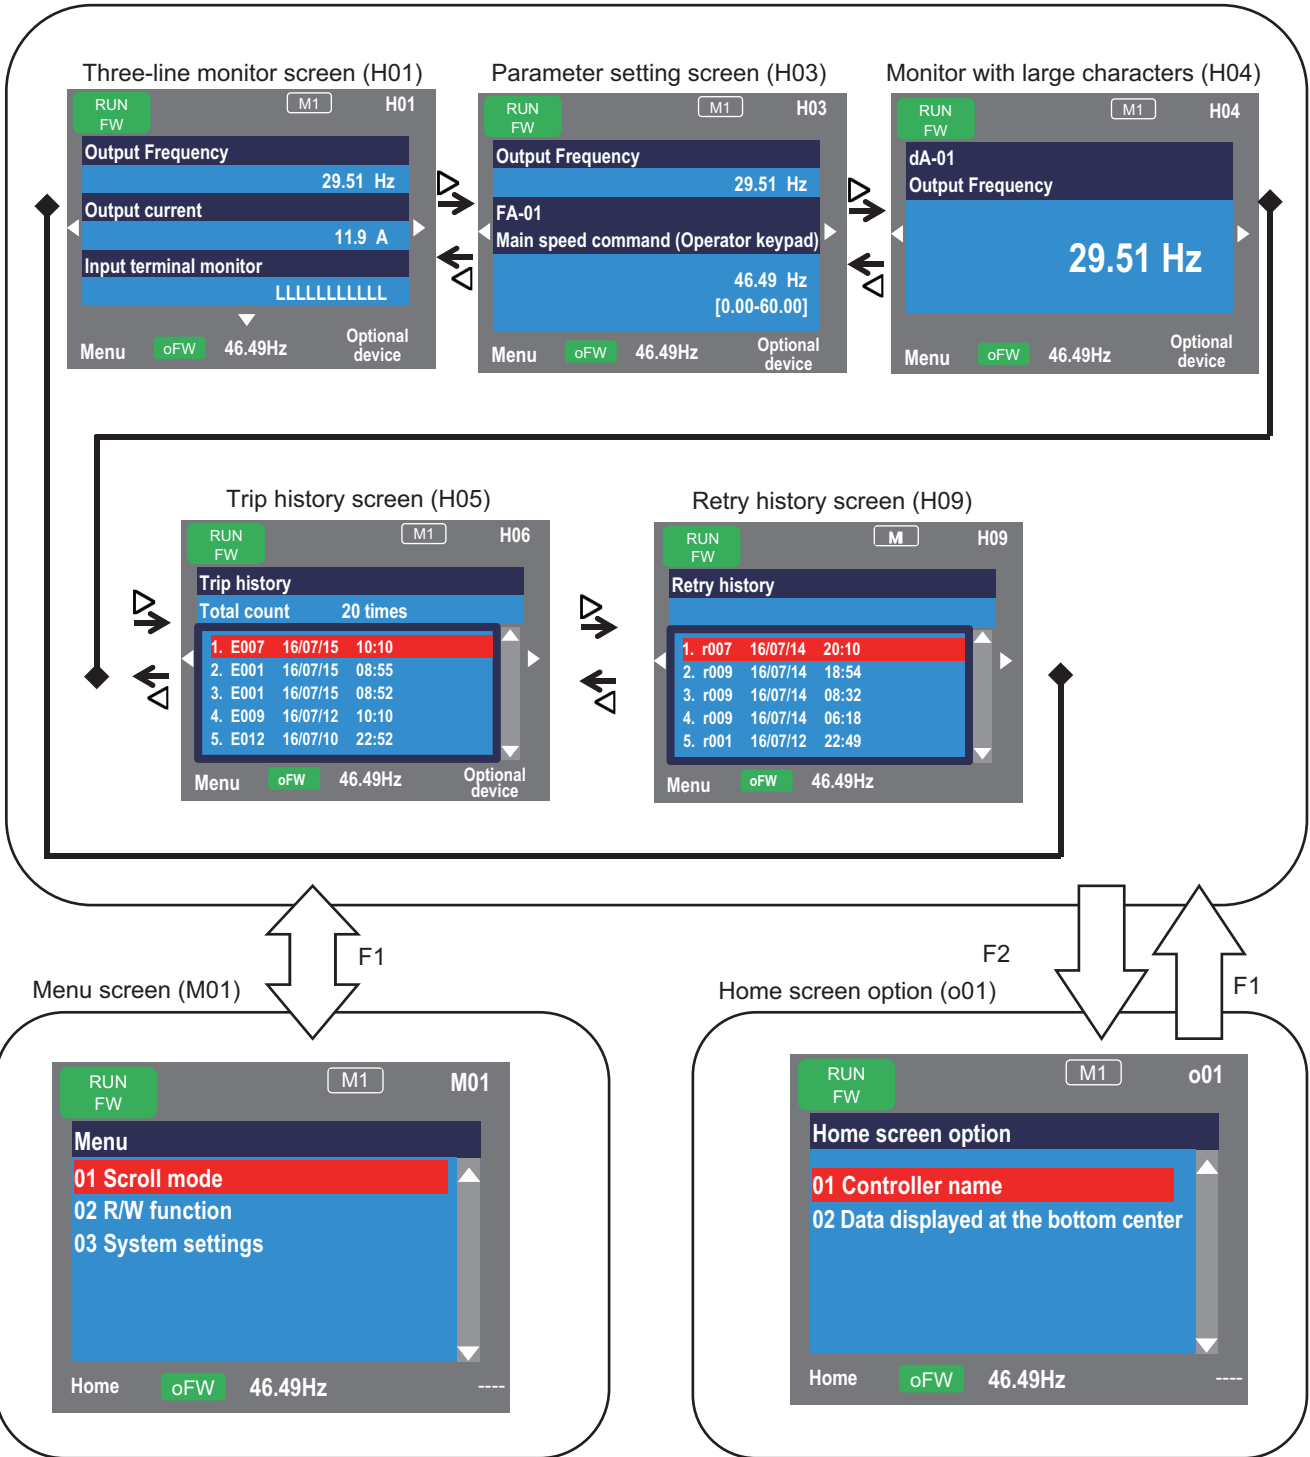 Three-line monitor screen (H01)
RUN
FW
M1
H01
Output Frequency
29.51 Hz
Output current
11.9 A
Input terminal monitor
LLLLLLLLLLL
Menu
oFW
46.49Hz
Optional
device
Parameter setting screen (H03)
RUN
FW
M1
H03
Output Frequency
29.51 Hz
FA-01
Main speed command (Operator keypad)
46.49 Hz
[0.00-60.00]
Menu
oFW
46.49Hz
Optional
device
Monitor with large characters (H04)
RUN
FW
M1
H04
dA-01
Output Frequency
29.51 Hz
Menu
oFW
46.49Hz
Optional
device
Trip history screen (H05)
RUN
FW
M1
H06
Trip history
Total count 20 times
1. E007 16/07/15 10:10
2. E001 16/07/15 08:55
3. E001 16/07/15 08:52
4. E009 16/07/12 10:10
5. E012 16/07/10 22:52
Menu
oFW
46.49Hz
Optional
device
Retry history screen (H09)
RUN
FW
H09
Retry history
1. r007 16/07/14 20:10
2. r009 16/07/14 18:54
3. r009 16/07/14 08:32
4. r009 16/07/14 06:18
5. r001 16/07/12 22:49
Menu
oFW
46.49Hz
F1
F2
F1
Menu screen (M01)
RUN
FW
M1
M01
Menu
01 Scroll mode
02 R/W function
03 System settings
Home
oFW
46.49Hz
----
Home screen option (o01)
RUN
FW
M1
o01
Home screen option
01 Controller name
02 Data displayed at the bottom center
Home
oFW
46.49Hz
----